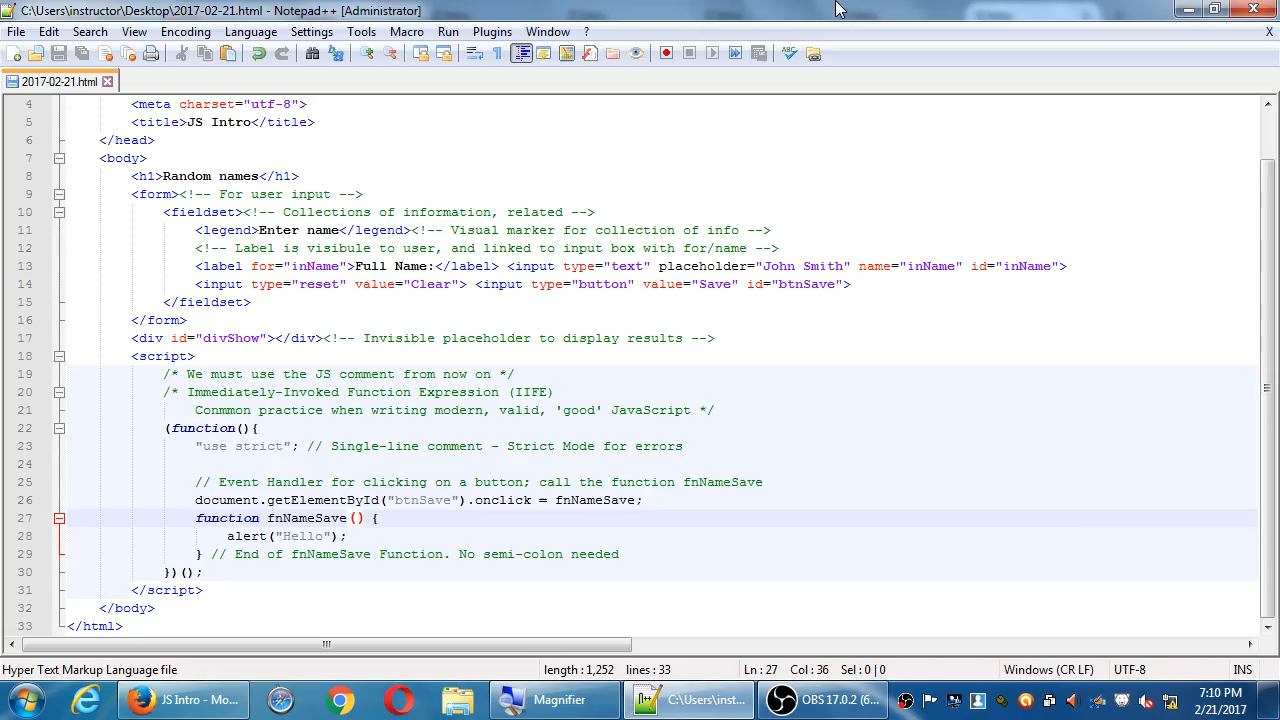 C:\Users\instructor\Desktop\2017-02-21.html - Notepad++ [Administrator]
File Edit Search View Encoding Language Settings Tools Macro Run Plugins Window ? X
2017-02-21.html
4 <meta charset="utf-8">
5 <title>JS Intro</title>
6 </head>
7 <body>
8 <h1>Random names</h1>
9 <form><!-- For user input -->
10 <fieldset><!-- Collections of information, related -->
11 <legend>Enter name</legend><!-- Visual marker for collection of info -->
12 <!-- Label is visibule to user, and linked to input box with for/name -->
13 <label for="inName">Full Name:</label> <input type="text" placeholder="John Smith" name="inName" id="inName">
14 <input type="reset" value="Clear"> <input type="button" value="Save" id="btnSave">
15 </fieldset>
16 </form>
17 <div id="divShow"></div><!-- Invisible placeholder to display results -->
18 <script>
19 /* We must use the JS comment from now on */
20 /* Immediately-Invoked Function Expression (IIFE)
21 Conmmon practice when writing modern, valid, 'good' JavaScript */
22 (function(){
23 "use strict"; // Single-line comment - Strict Mode for errors
24
25 // Event Handler for clicking on a button; call the function fnNameSave
26 document.getElementById("btnSave").onclick = fnNameSave;
27 function fnNameSave() {
28 alert("Hello");
29 } // End of fnNameSave Function. No semi-colon needed
30 })();
31 </script>
32 </body>
33 </html>
Hyper Text Markup Language file length : 1,252 lines : 33 Ln : 27 Col : 36 Sel : 0 | 0 Windows (CR LF) UTF-8 INS
JS Intro - Mo... Magnifier C:\Users\inst... OBS 17.0.2 (6... 7:10 PM
2/21/2017